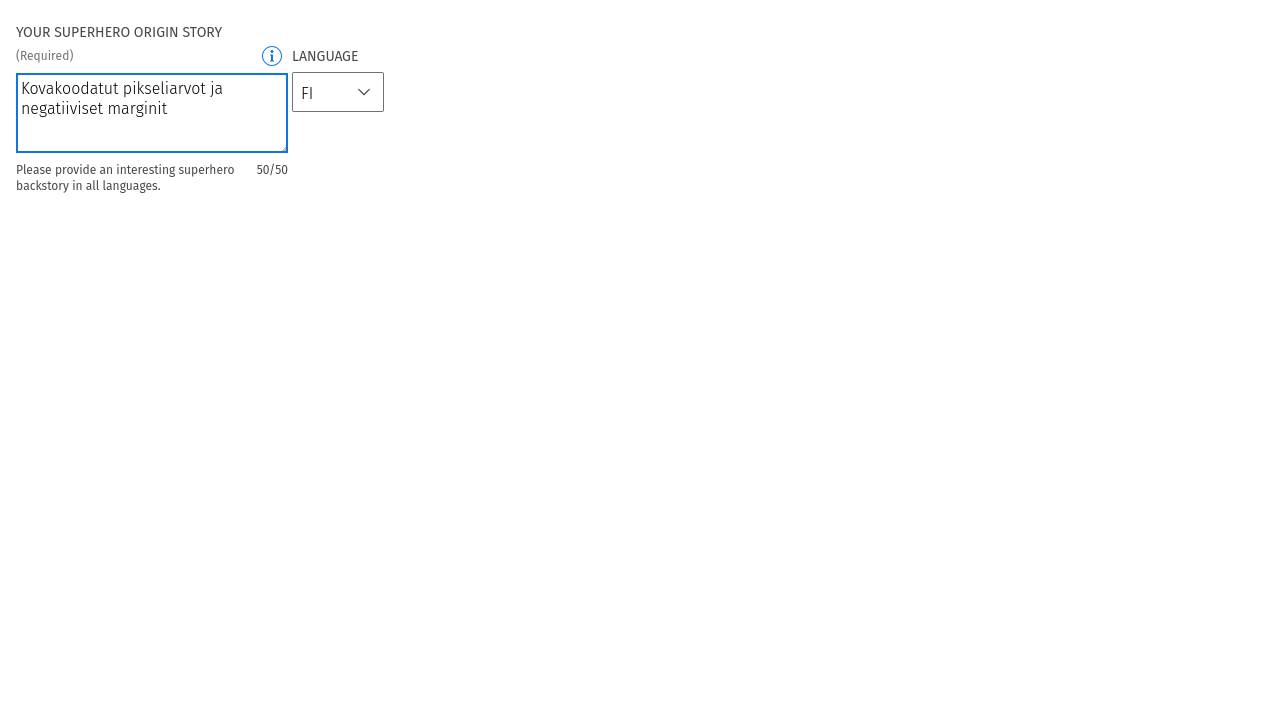 YOUR SUPERHERO ORIGIN STORY
(Required)
LANGUAGE
Kovakoodatut pikseliarvot ja
negatiiviset marginit
FI
Please provide an interesting superhero
backstory in all languages.
50/50